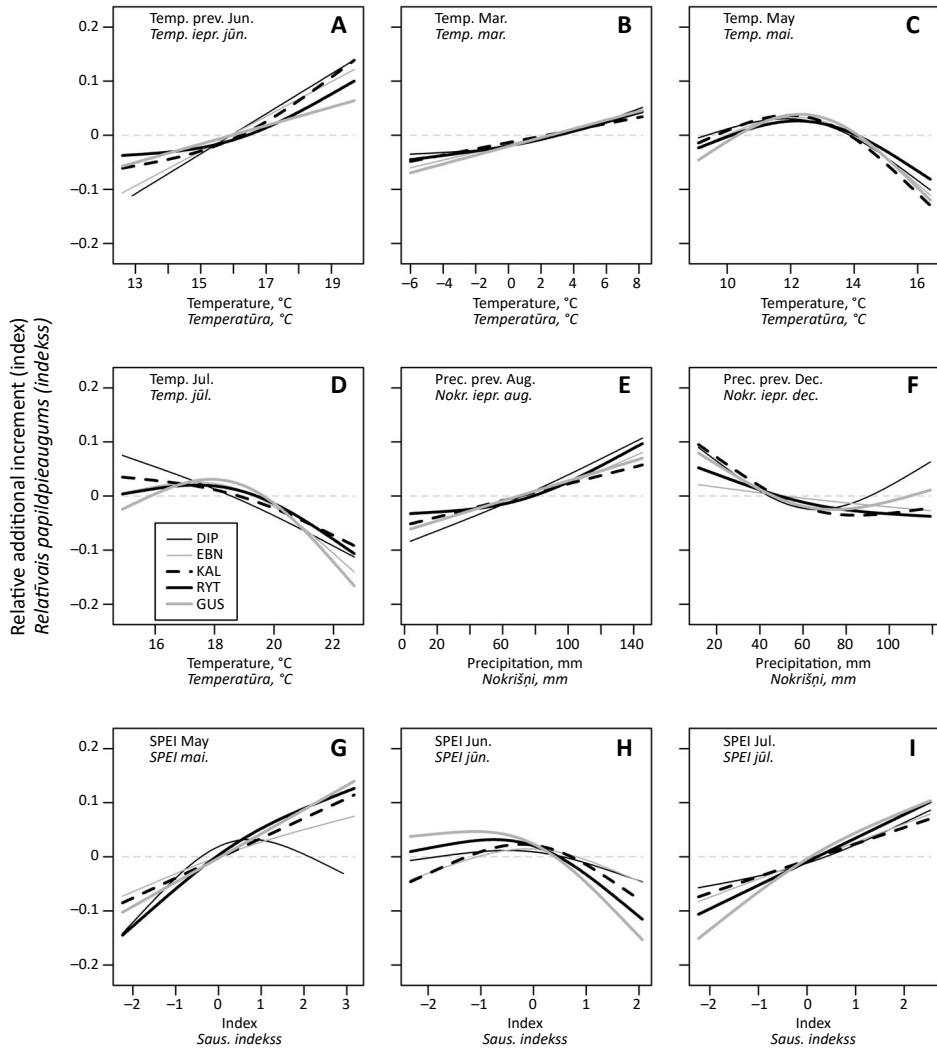 Relative additional increment (index)
Relatīvais papildpieaugums (indekss)
Temp. prev. Jun.
Temp. iepr. jūn.
A
0.2
0.1
0
−0.1
−0.2
13
15
17
19
Temperature, °C
Temperatūra, °C
Temp. Mar.
Temp. mar.
B
−6
−4
−2
0
2
4
6
8
Temperature, °C
Temperatūra, °C
Temp. May
Temp. mai.
C
10
12
14
16
Temperature, °C
Temperatūra, °C
Temp. Jul.
Temp. jūl.
D
0.2
0.1
0
−0.1
−0.2
DIP
EBN
KAL
RYT
GUS
16
18
20
22
Temperature, °C
Temperatūra, °C
Prec. prev. Aug.
Nokr. iepr. aug.
E
0
20
60
100
140
Precipitation, mm
Nokrišņi, mm
Prec. prev. Dec.
Nokr. iepr. dec.
F
20
40
60
80
100
Precipitation, mm
Nokrišņi, mm
SPEI May
SPEI mai.
G
0.2
0.1
0
−0.1
−0.2
−2
−1
0
1
2
3
Index
Saus. indekss
SPEI Jun.
SPEI jūn.
H
−2
−1
0
1
2
Index
Saus. indekss
SPEI Jul.
SPEI jūl.
I
−2
−1
0
1
2
Index
Saus. indekss